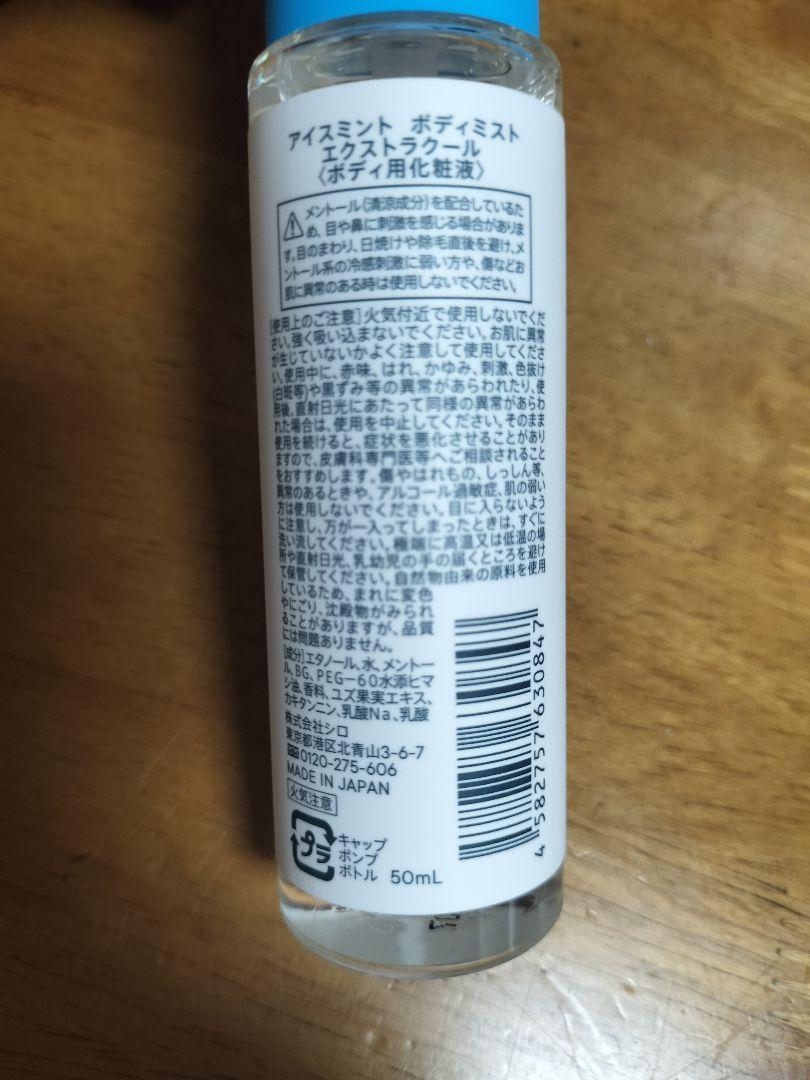 アイスミント ボディミスト
エクストラクール
〈ボディ用化粧液〉
メントール(清涼成分)を配合しているた
め、目や鼻に刺激を感じる場合がありま
す。目のまわり、日焼けや除毛直後を避け、メ
ントール系の冷感刺激に弱い方や、傷などお
肌に異常のある時は使用しないでください。
[使用上のご注意]火気付近で使用しないでくだ
さい。強く吸い込まないでください。お肌に異常
が生じていないかよく注意して使用してくださ
い。使用中に、赤味、はれ、かゆみ、刺激、色抜け
(白斑等)や黒ずみ等の異常があらわれたり、使
用後、直射日光にあたって同様の異常があらわ
れた場合は、使用を中止してください。そのまま
使用を続けると、症状を悪化させることがあり
ますので、皮膚科専門医等へご相談されること
をおすすめします。傷やはれもの、しっしん等、
異常のあるときや、アルコール過敏症、肌の弱い
方は使用しないでください。目に入らないよう
に注意し、万が一入ってしまったときは、すぐに
洗い流してください。極端に高温又は低温の場
所や直射日光、乳幼児の手の届くところを避け
て保管してください。自然物由来の原料を使用
しているため、まれに変色
やにごり、沈殿物がみられ
ることがありますが、品質
には問題ありません。
[成分]エタノール、水、メントー
ル、BG、PEG-60水添ヒマ
シ油、香料、ユズ果実エキス、
カキタンニン、乳酸Na、乳酸
株式会社シロ
東京都港区北青山3-6-7
0120-275-606
MADE IN JAPAN
火気注意
プラ
キャップ
ポンプ
ボトル 50mL
4 582757 630847